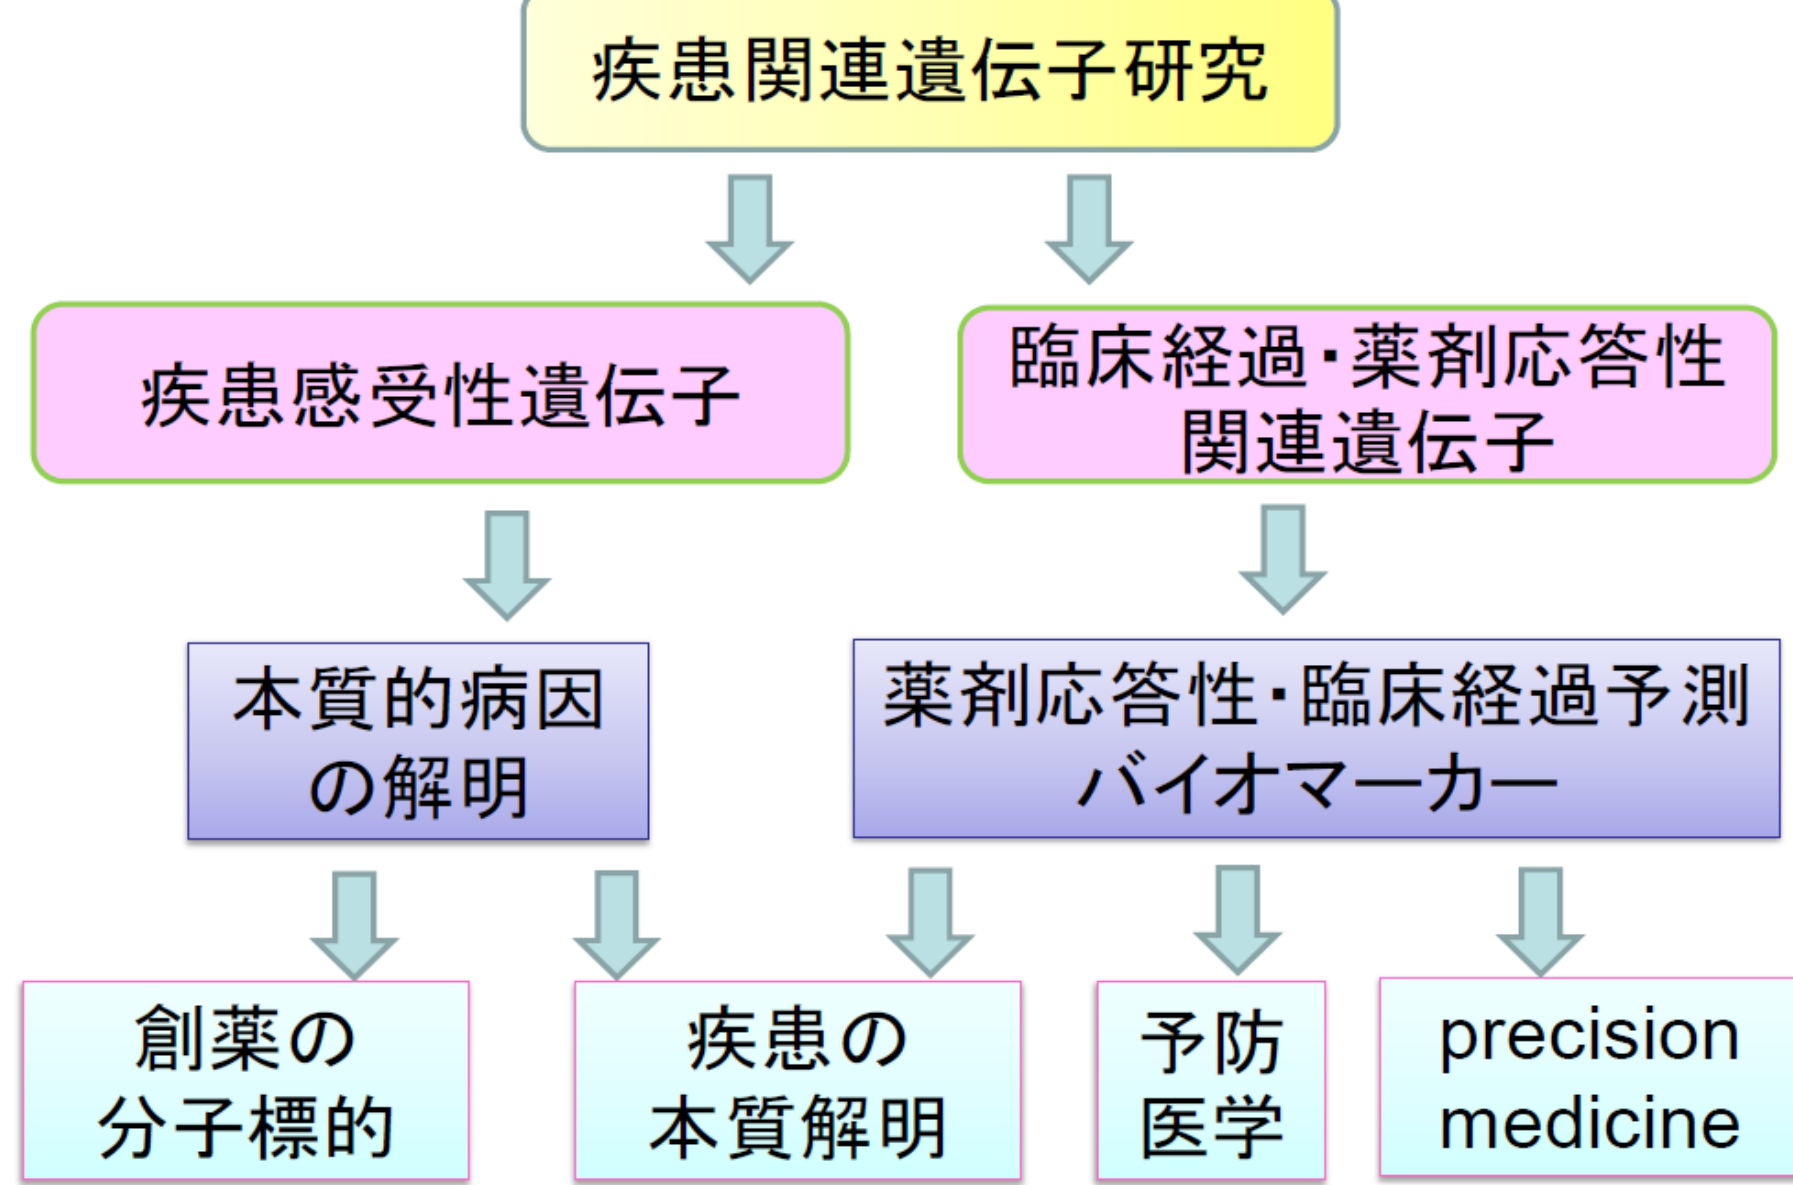 疾患関連遺伝子研究
疾患感受性遺伝子
臨床経過・薬剤応答性
関連遺伝子
本質的病因
の解明
薬剤応答性・臨床経過予測
バイオマーカー
創薬の
分子標的
疾患の
本質解明
予防
医学
precision
medicine